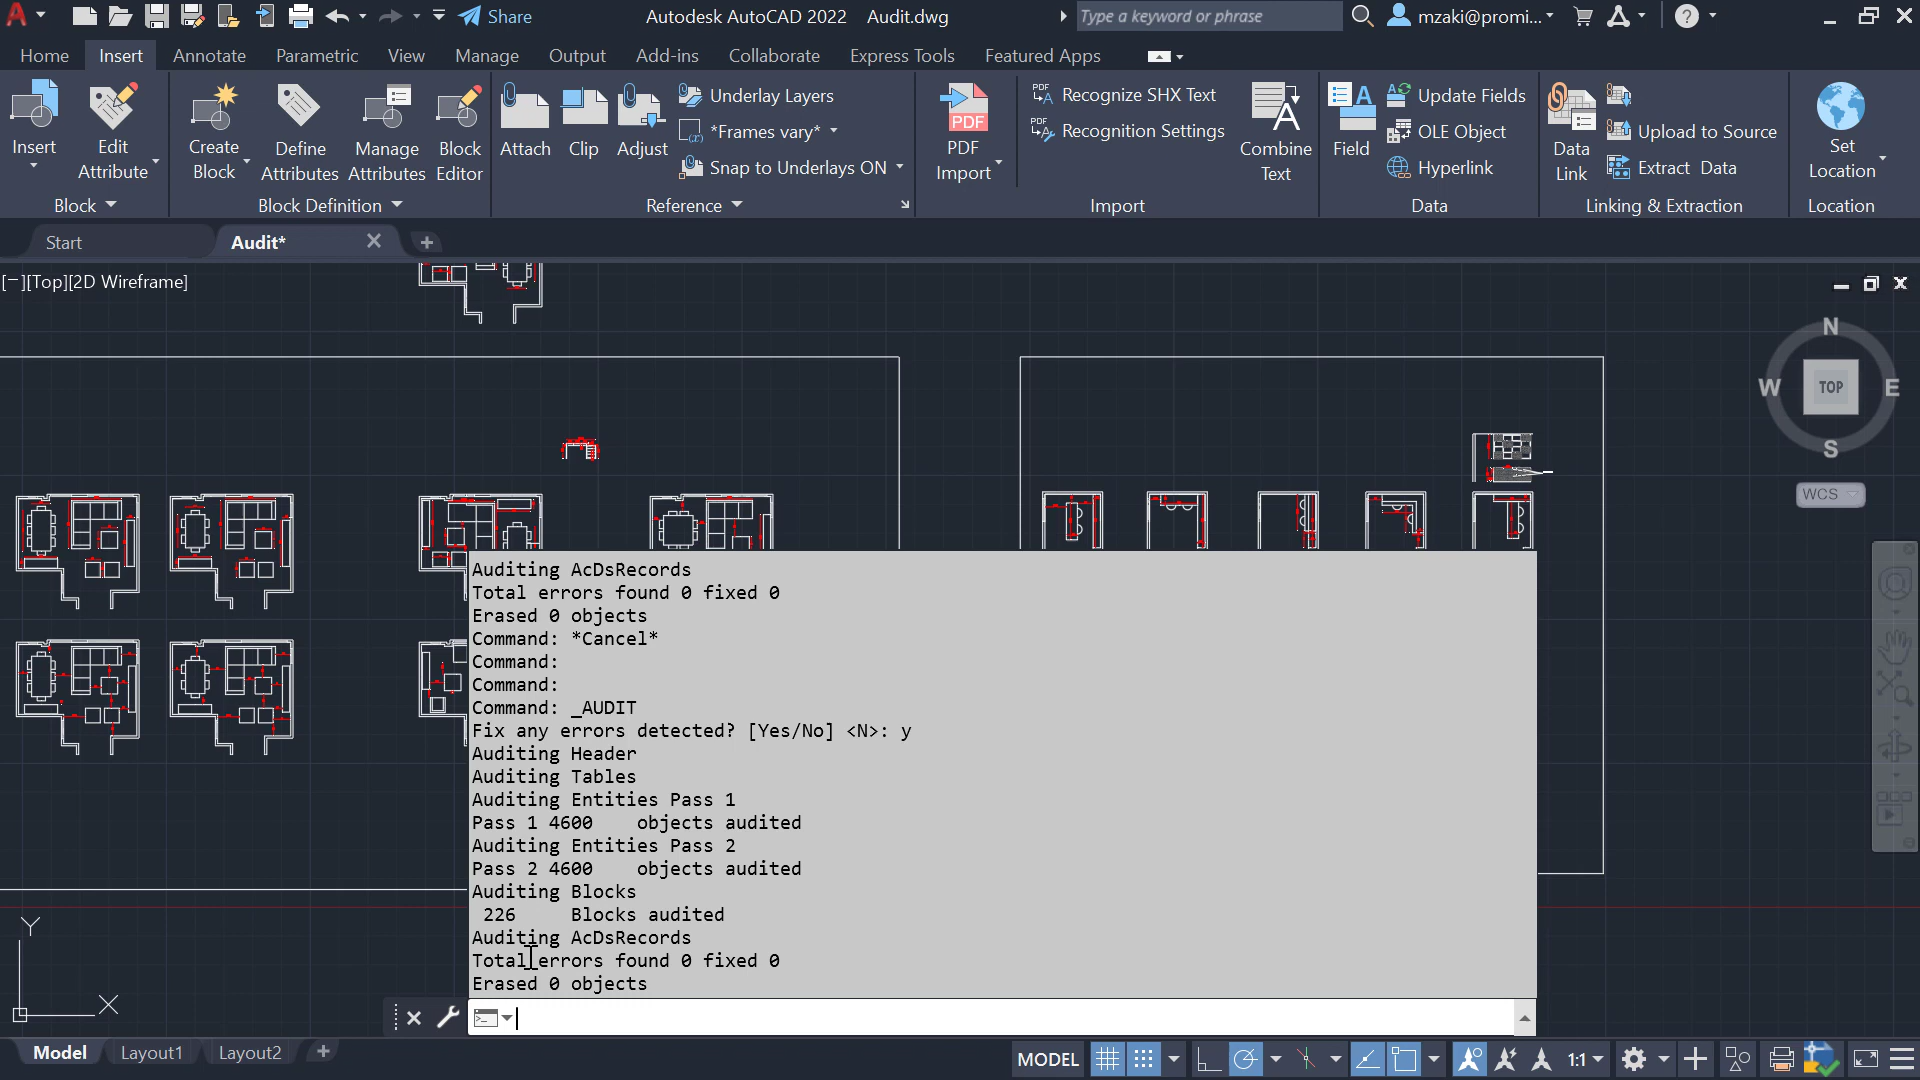 Share
Autodesk AutoCAD 2022 Audit.dwg
Type a keyword or phrase
mzaki@promi...
Home Insert Annotate Parametric View Manage Output Add-ins Collaborate Express Tools Featured Apps
Insert
Edit Attribute
Create Block
Define Attributes
Manage Attributes
Block Editor
Attach
Clip
Adjust
Underlay Layers
*Frames vary*
Snap to Underlays ON
PDF
PDF Import
PDF
Recognize SHX Text
PDF
Recognition Settings
Combine Text
Field
Update Fields
OLE Object
Hyperlink
Data Link
Upload to Source
Extract Data
Set Location
Block
Block Definition
Reference
Import
Data
Linking & Extraction
Location
Start
Audit*
[−][Top][2D Wireframe]
N
W
TOP
E
S
WCS
Auditing AcDsRecords
Total errors found 0 fixed 0
Erased 0 objects
Command: *Cancel*
Command:
Command:
Command: _AUDIT
Fix any errors detected? [Yes/No] <N>: y
Auditing Header
Auditing Tables
Auditing Entities Pass 1
Pass 1 4600 objects audited
Auditing Entities Pass 2
Pass 2 4600 objects audited
Auditing Blocks
226 Blocks audited
Auditing AcDsRecords
Total errors found 0 fixed 0
Erased 0 objects
Y
X
Model
Layout1
Layout2
MODEL
1:1